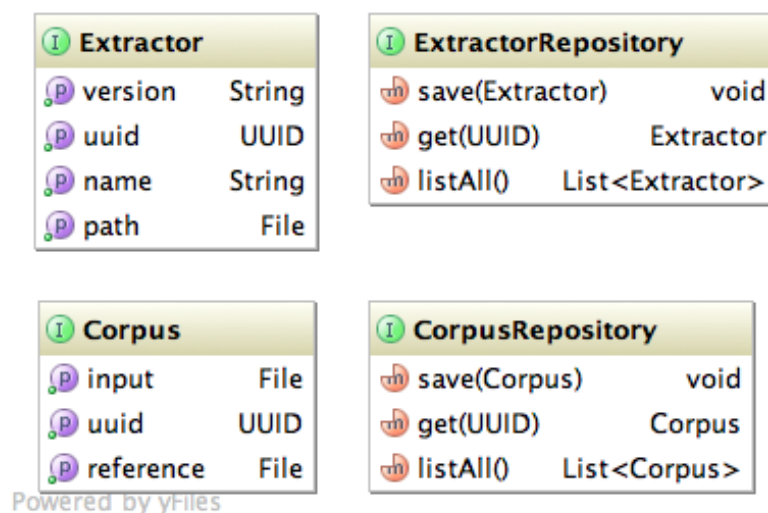 Extractor
version String
uuid UUID
name String
path File
ExtractorRepository
save(Extractor) void
get(UUID) Extractor
listAll() List<Extractor>
Corpus
input File
uuid UUID
reference File
CorpusRepository
save(Corpus) void
get(UUID) Corpus
listAll() List<Corpus>
Powered by yFiles